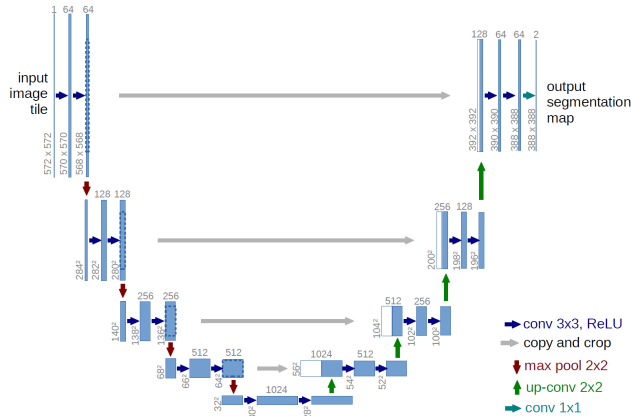 1 64 64
128 64 64 2
input
image
tile
output
segmentation
map
572 x 572
570 x 570
568 x 568
392 x 392
390 x 390
388 x 388
388 x 388
128 128
256 128
284²
282²
280²
200²
198²
196²
256 256
512 256
140²
138²
136²
104²
102²
100²
512 512
1024 512
68²
66²
64²
56²
54²
52²
1024
32²
conv 3x3, ReLU
copy and crop
max pool 2x2
up-conv 2x2
conv 1x1